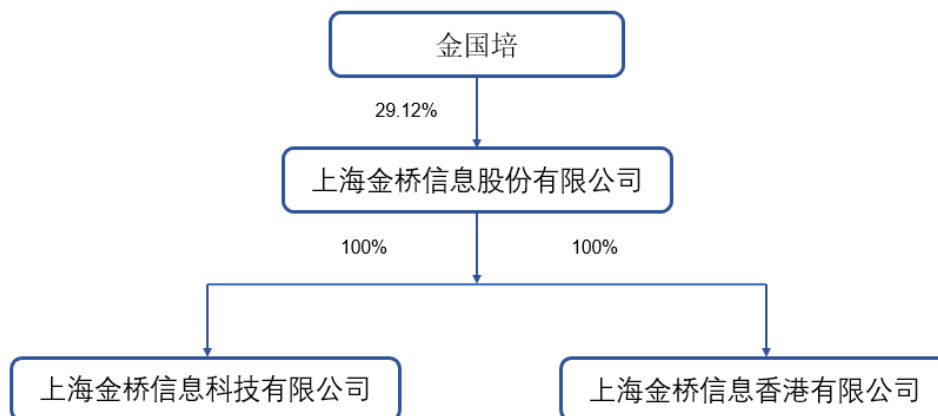 金国培
29.12%
上海金桥信息股份有限公司
100%
100%
上海金桥信息科技有限公司
上海金桥信息香港有限公司